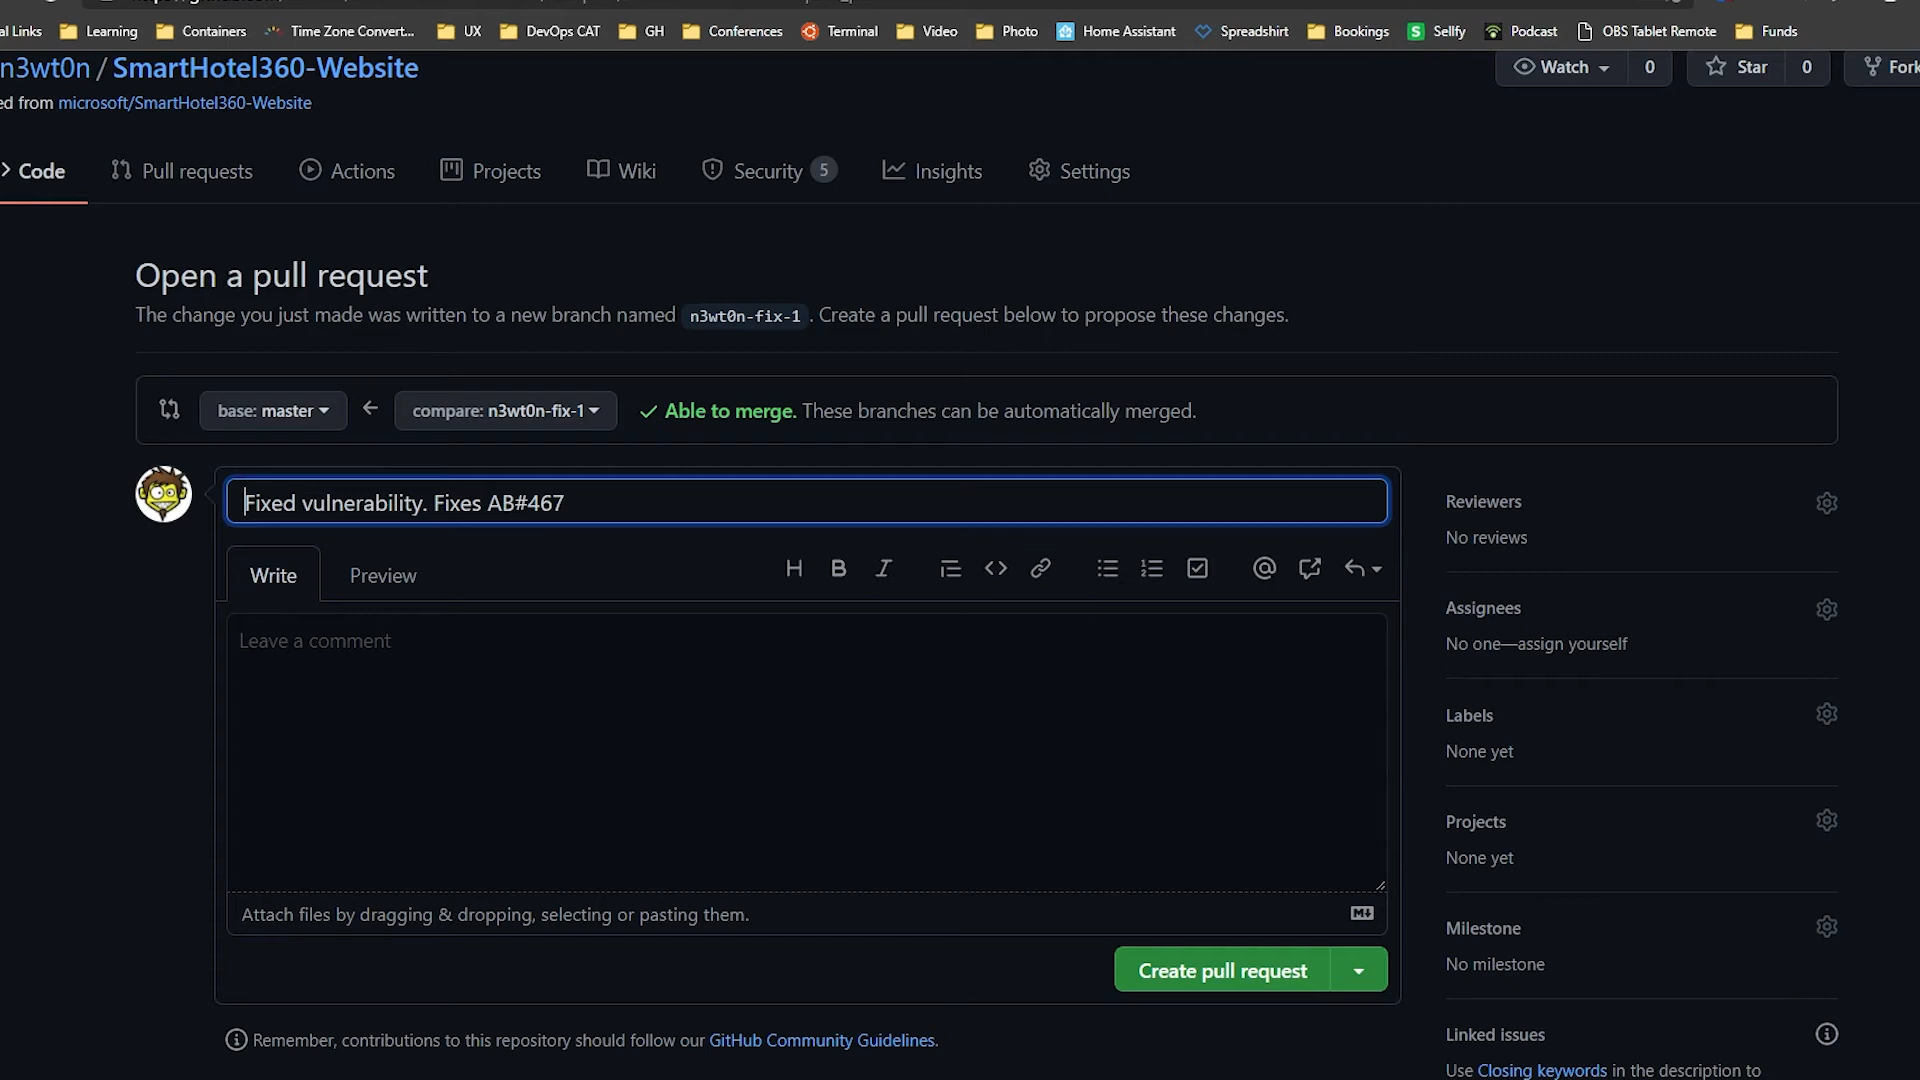 al Links Learning Containers Time Zone Convert... UX DevOps CAT GH Conferences Terminal Video Photo Home Assistant Spreadshirt Bookings Sellfy Podcast OBS Tablet Remote Funds
n3wt0n / SmartHotel360-Website
Watch 0 Star 0 Fork
ed from microsoft/SmartHotel360-Website
Code Pull requests Actions Projects Wiki Security 5 Insights Settings
Open a pull request
The change you just made was written to a new branch named n3wt0n-fix-1 . Create a pull request below to propose these changes.
base: master compare: n3wt0n-fix-1 Able to merge. These branches can be automatically merged.
Fixed vulnerability. Fixes AB#467
Write Preview
Leave a comment
Attach files by dragging & dropping, selecting or pasting them.
Create pull request
Remember, contributions to this repository should follow our GitHub Community Guidelines.
Reviewers
No reviews
Assignees
No one—assign yourself
Labels
None yet
Projects
None yet
Milestone
No milestone
Linked issues
Use Closing keywords in the description to